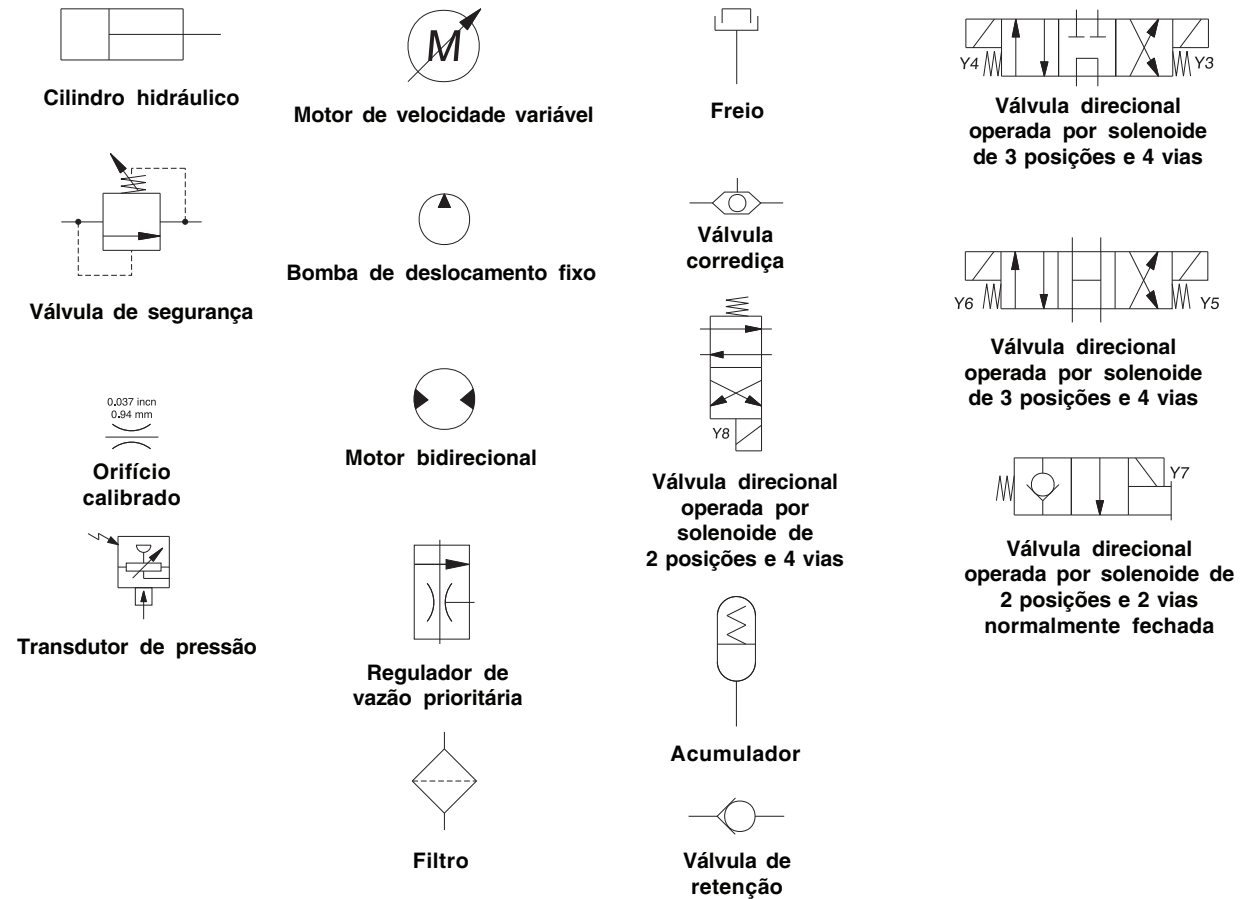 Cilindro hidráulico
M
Motor de velocidade variável
Freio
Y4
Y3
Válvula direcional
operada por solenoide
de 3 posições e 4 vias
Válvula de segurança
Bomba de deslocamento fixo
Válvula
corrediça
Y6
Y5
Válvula direcional
operada por solenoide
de 3 posições e 4 vias
0.037 incn
0.94 mm
Orifício
calibrado
Motor bidirecional
Y8
Válvula direcional
operada por
solenoide de
2 posições e 4 vias
Y7
Válvula direcional
operada por solenoide de
2 posições e 2 vias
normalmente fechada
Transdutor de pressão
Regulador de
vazão prioritária
Acumulador
Filtro
Válvula de
retenção